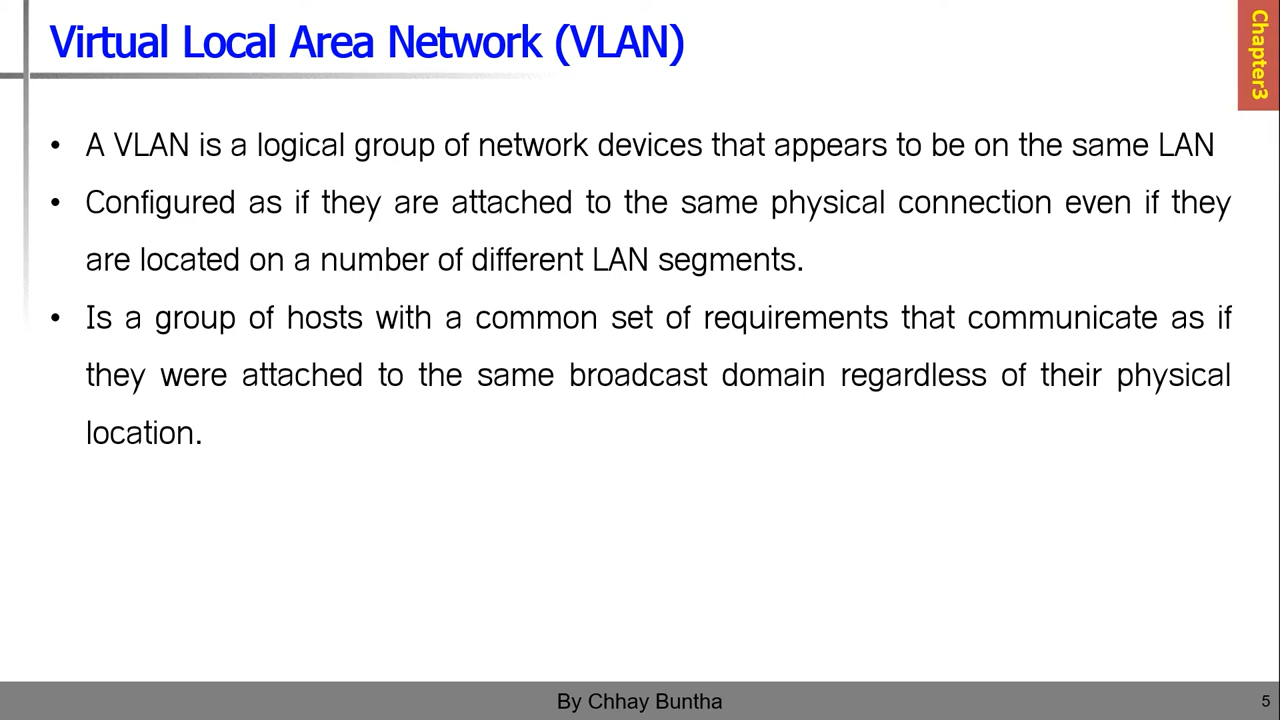 Virtual Local Area Network (VLAN)
Chapter3
• A VLAN is a logical group of network devices that appears to be on the same LAN
• Configured as if they are attached to the same physical connection even if they
are located on a number of different LAN segments.
• Is a group of hosts with a common set of requirements that communicate as if
they were attached to the same broadcast domain regardless of their physical
location.
By Chhay Buntha
5